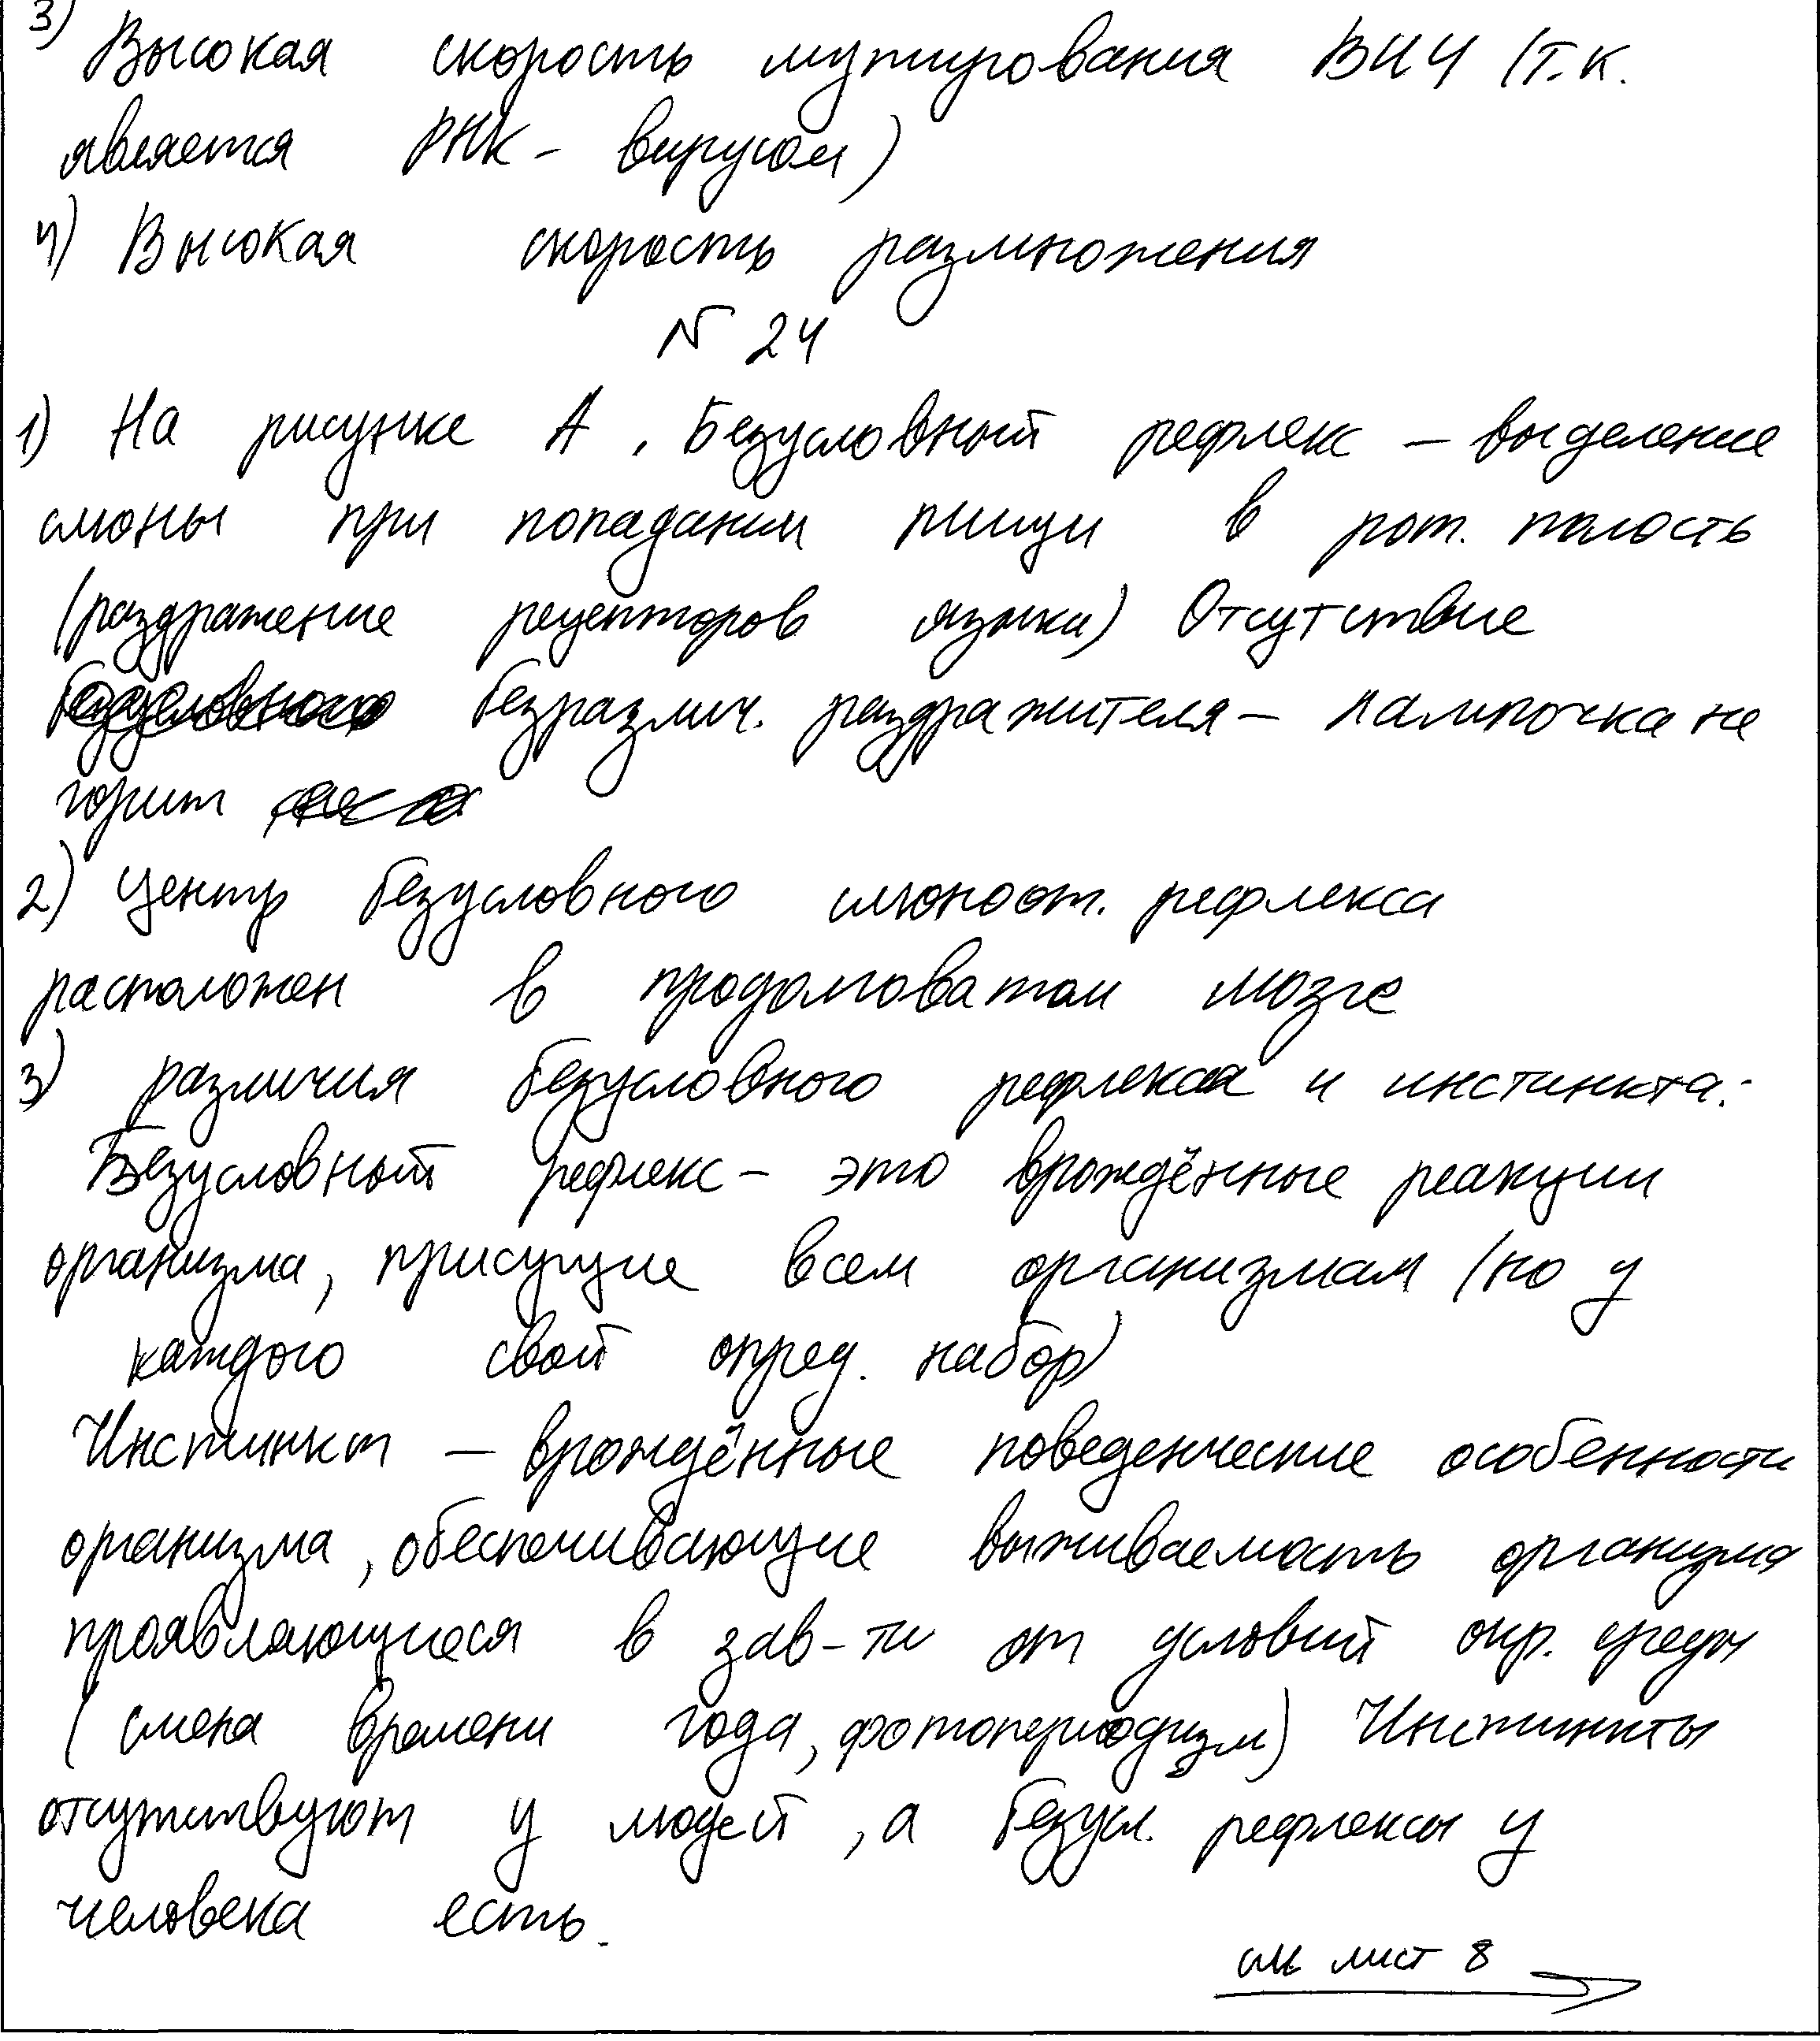 3)
Высокая скорость мутирования ВИЧ (т.к.
является РНК - вирусом)
4) Высокая скорость размножения
N 24
1) На рисунке А. Безусловный рефлекс – выделение
слюны при попадании пищи в рот. полость
(раздражение рецепторов языка) Отсутствие
безразлич. раздражителя – лампочка не
горит
2) Центр безусловного слюноот. рефлекса
расположен в продолговатом мозге
3) различия безусловного рефлекса и инстинкта:
Безусловный рефлекс – это врождённые реакции
организма, присущие всем организмам (но у
каждого свой опред. набор)
Инстинкт – врождённые поведенческие особенности
организма, обеспечивающие выживаемость организма
проявляющиеся в зав-ти от условий окр. среды
(смена времени года, фотопериодизм) Инстинкты
отсутствуют у людей, а безусл. рефлексы у
человека есть.
см лист 8